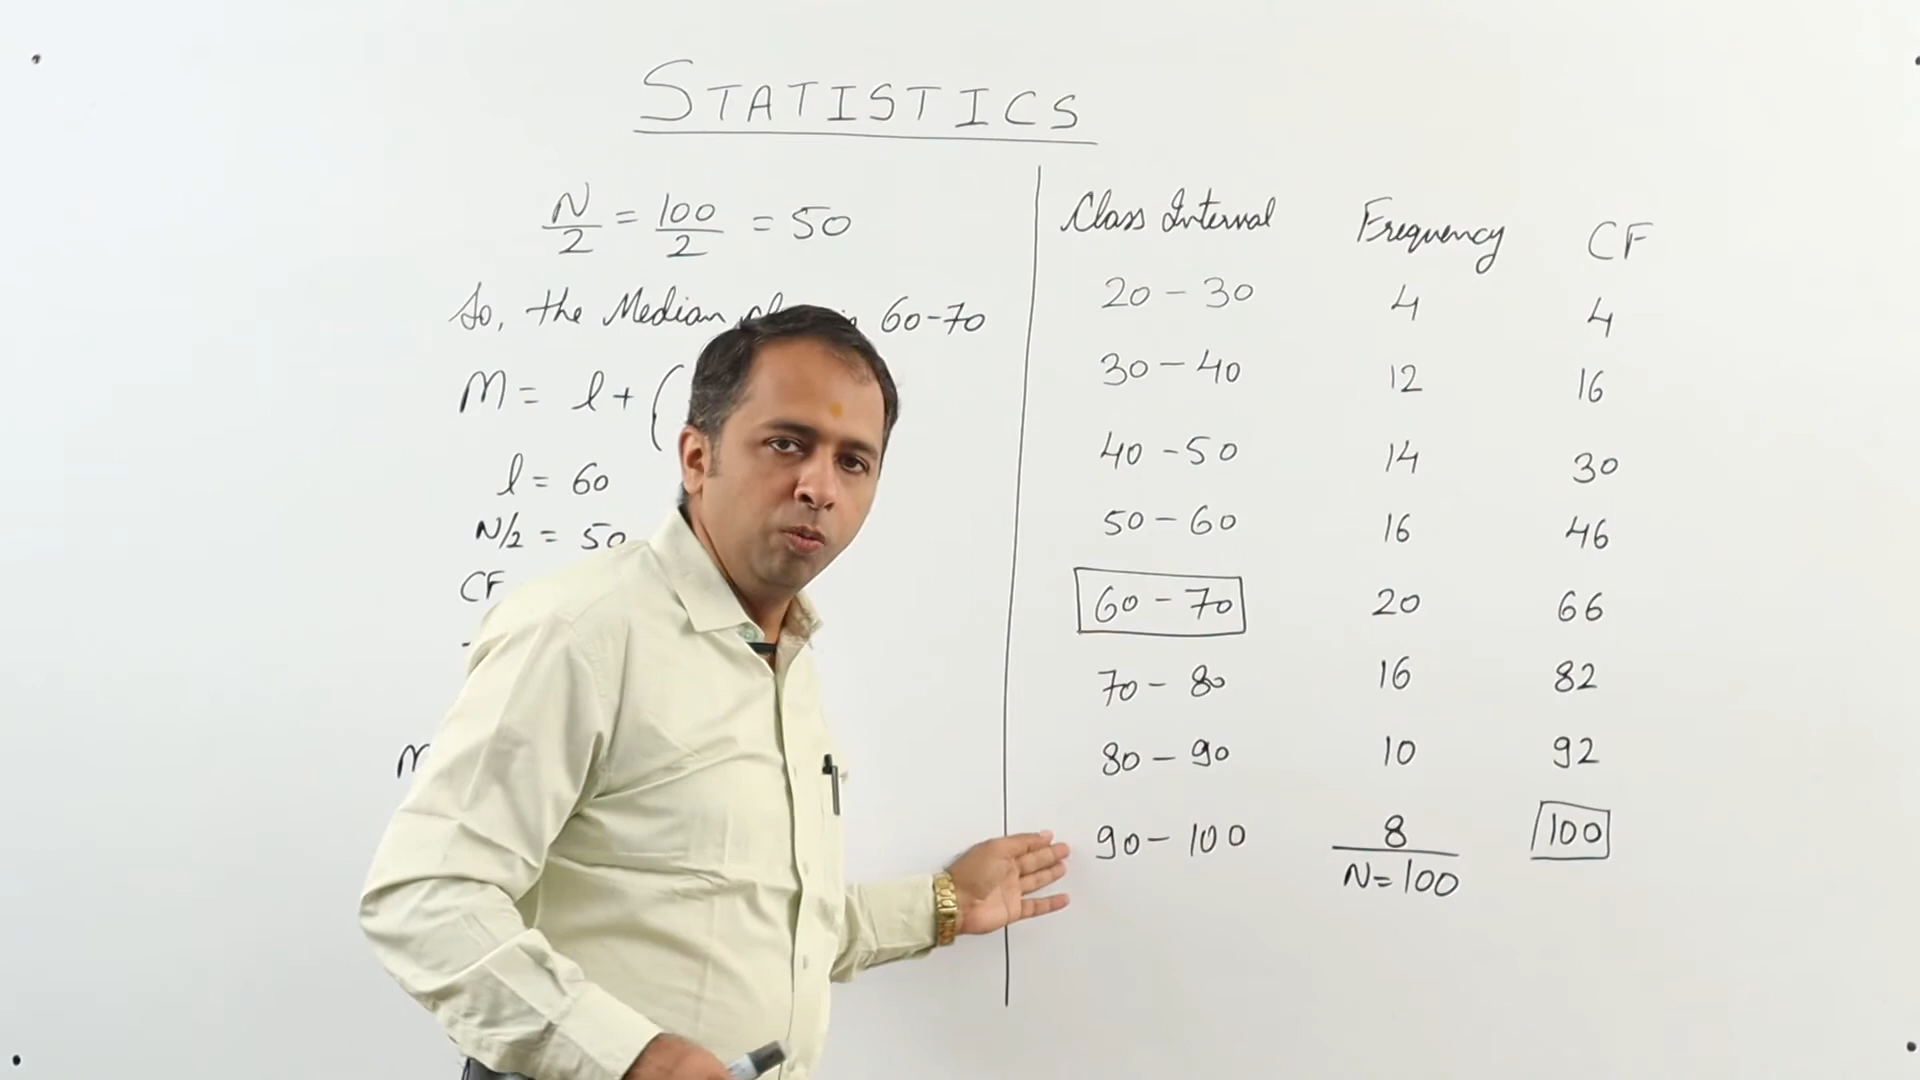 STATISTICS
N/2 = 100/2 = 50
So, the Median 60-70
M = l + (
l = 60
N/2 = 50
CF
M
Class Interval Frequency CF
20 - 30 4 4
30 - 40 12 16
40 - 50 14 30
50 - 60 16 46
60 - 70 20 66
70 - 80 16 82
80 - 90 10 92
90 - 100 8 100
N = 100